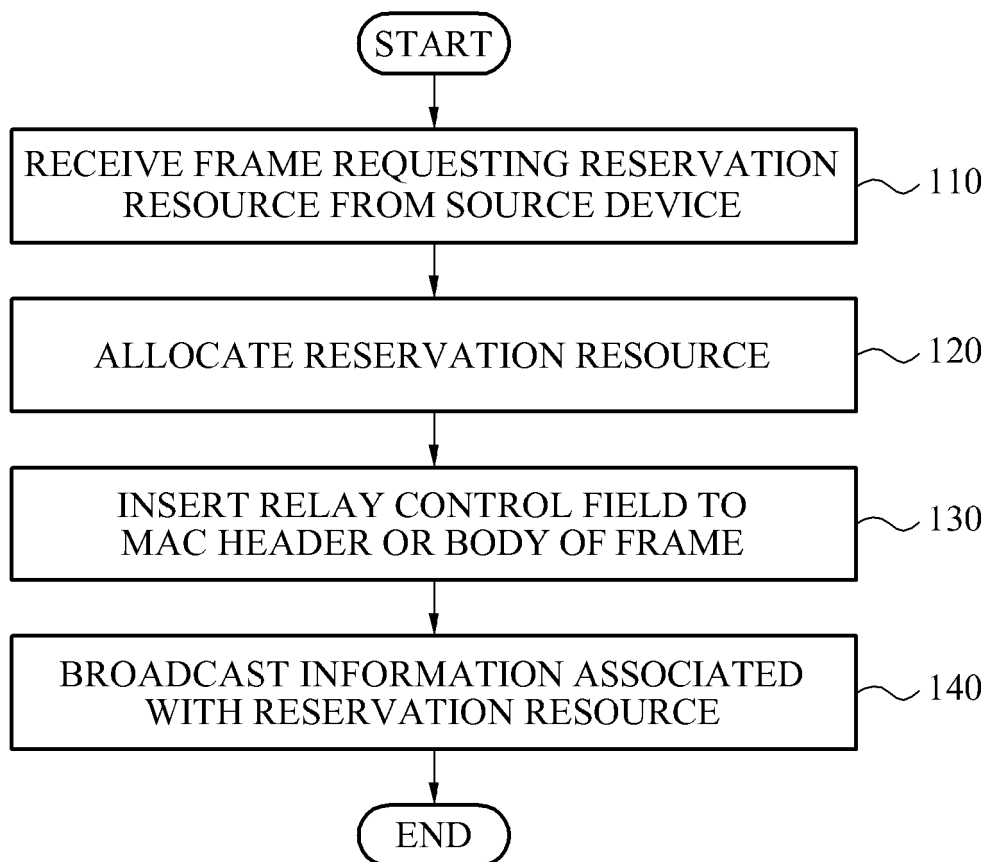 START
RECEIVE FRAME REQUESTING RESERVATION
RESOURCE FROM SOURCE DEVICE
110
ALLOCATE RESERVATION RESOURCE
120
INSERT RELAY CONTROL FIELD TO
MAC HEADER OR BODY OF FRAME
130
BROADCAST INFORMATION ASSOCIATED
WITH RESERVATION RESOURCE
140
END